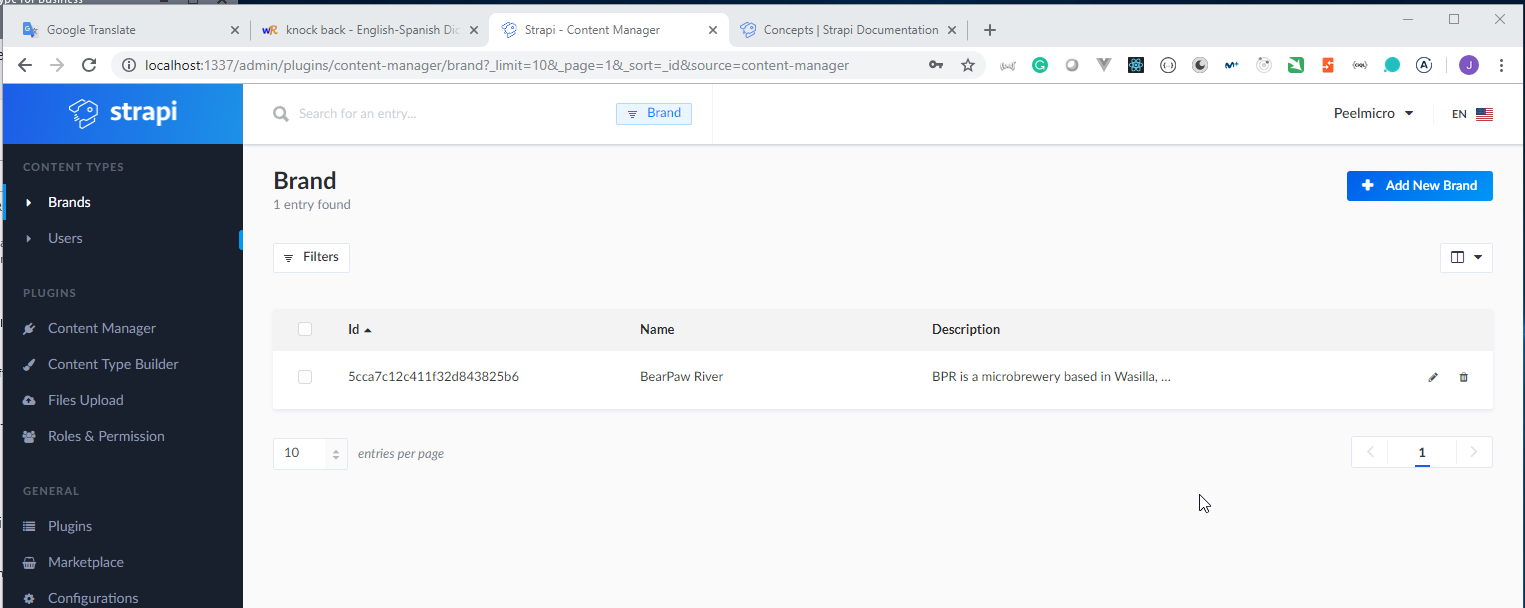 ype for Business
Google Translate
knock back - English-Spanish Dic
Strapi - Content Manager
Concepts | Strapi Documentation
localhost:1337/admin/plugins/content-manager/brand?_limit=10&_page=1&_sort=_id&source=content-manager
J
strapi
Search for an entry...
Brand
Peelmicro
EN
CONTENT TYPES
Brands
Users
PLUGINS
Content Manager
Content Type Builder
Files Upload
Roles & Permission
GENERAL
Plugins
Marketplace
Configurations
Brand
1 entry found
Add New Brand
Filters
Id
Name
Description
5cca7c12c411f32d843825b6
BearPaw River
BPR is a microbrewery based in Wasilla, ...
10
entries per page
1